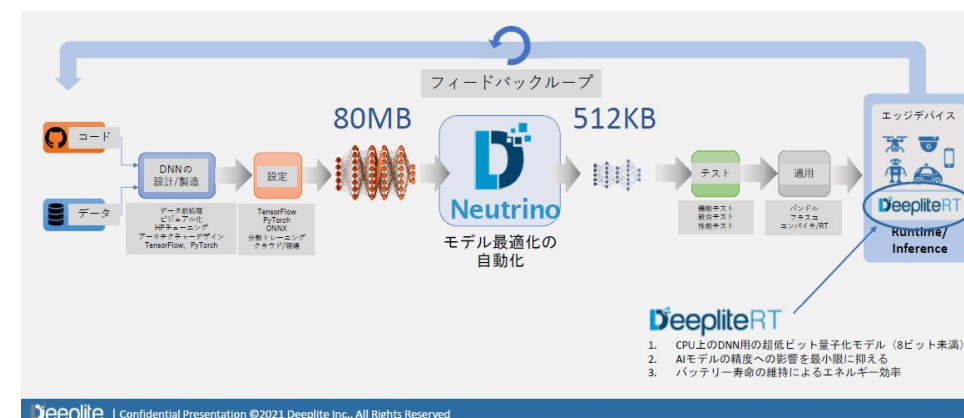 フィードバックループ
80MB
512KB
コード
データ
DNNの
設計/製造
データ前処理
ビジュアル化
HPチューニング
アーキテクチャーデザイン
TensorFlow、PyTorch
設定
TensorFlow
PyTorch
ONNX
分散トレーニング
クラウド/現場
Neutrino
モデル最適化の
自動化
テスト
機能テスト
統合テスト
性能テスト
適用
バンドル
フラスコ
コンパイラ/RT
エッジデバイス
DeepliteRT
Runtime/
Inference
DeepliteRT
1. CPU上のDNN用の超低ビット量子化モデル（8ビット未満）
2. AIモデルの精度への影響を最小限に抑える
3. バッテリー寿命の維持によるエネルギー効率
Deeplite | Confidential Presentation ©2021 Deeplite Inc., All Rights Reserved